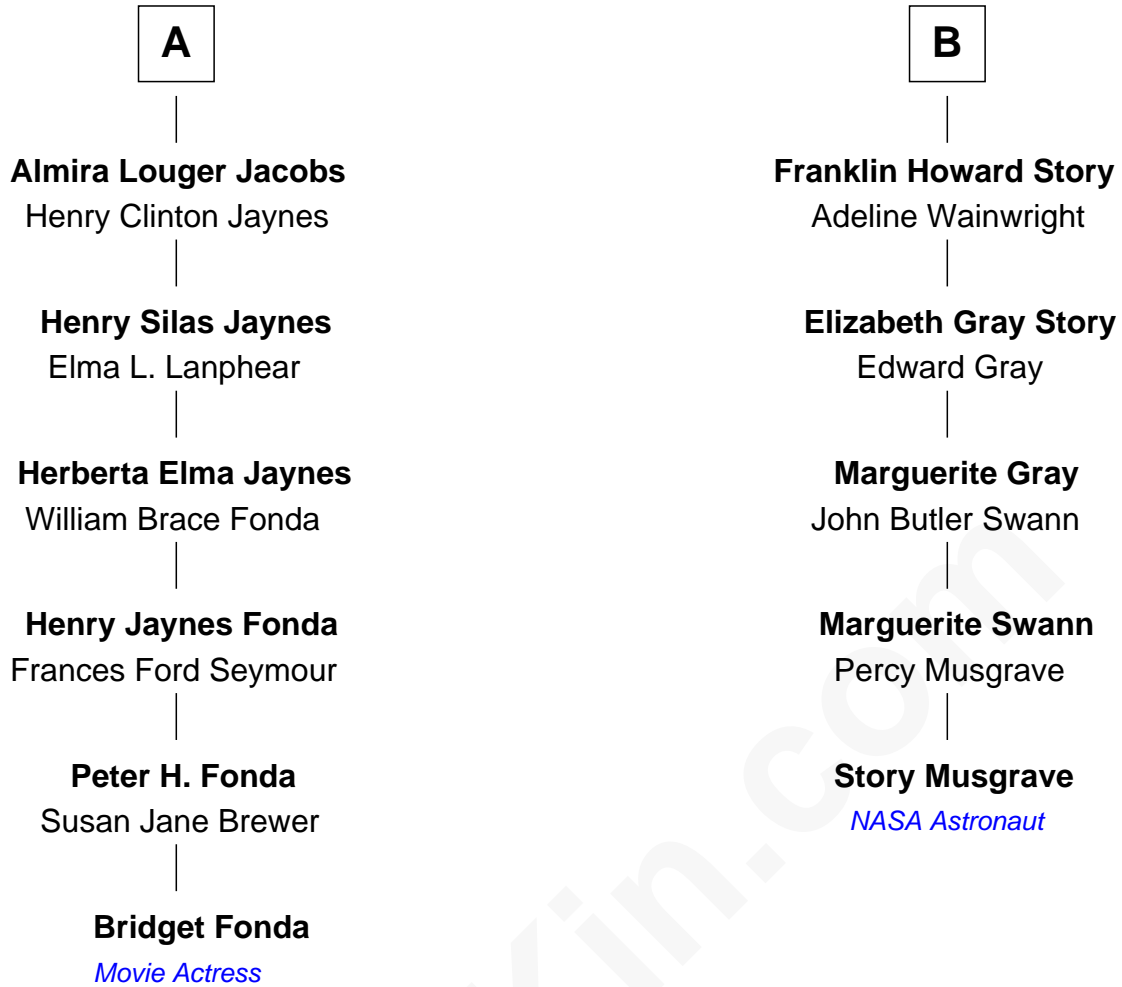 A
Almira Louger Jacobs
Henry Clinton Jaynes
Henry Silas Jaynes
Elma L. Lanphear
Herberta Elma Jaynes
William Brace Fonda
Henry Jaynes Fonda
Frances Ford Seymour
Peter H. Fonda
Susan Jane Brewer
Bridget Fonda
Movie Actress
B
Franklin Howard Story
Adeline Wainwright
Elizabeth Gray Story
Edward Gray
Marguerite Gray
John Butler Swann
Marguerite Swann
Percy Musgrave
Story Musgrave
NASA Astronaut
Kin.com